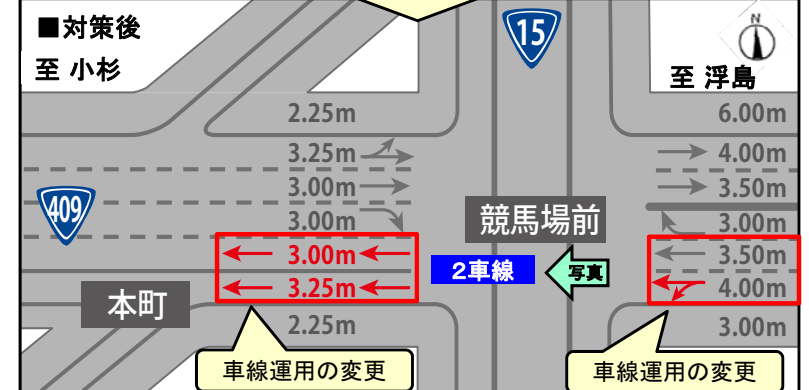 ■対策後
至 小杉
15
N
至 浮島
2.25m
6.00m
3.25m
4.00m
3.00m
3.50m
409
3.00m
競馬場前
3.00m
3.00m
2車線
写真
3.50m
3.25m
4.00m
本町
2.25m
3.00m
車線運用の変更
車線運用の変更